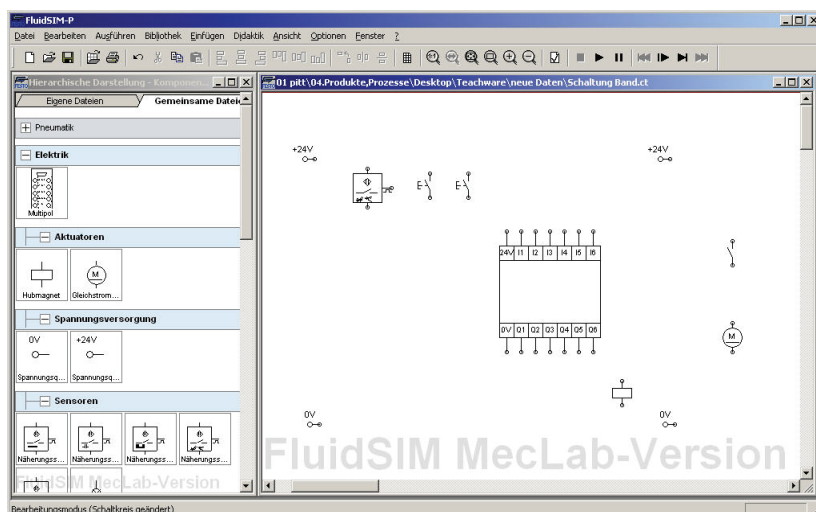 FluidSIM-P
Datei Bearbeiten Ausführen Bibliothek Einfügen Didaktik Ansicht Optionen Fenster ?
Hierarchische Darstellung - Komponen...
Eigene Dateien Gemeinsame Datei
Pneumatik
Elektrik
Multipol
Aktuatoren
M
Hubmagnet Gleichstrom...
Spannungsversorgung
0V +24V
Spannungsq... Spannungsq...
Sensoren
Näherungss... Näherungss... Näherungss... Näherungss...
FluidSIM MecLab-Version
01 pitt\04.Produkte,Prozesse\Desktop\Teachware\neue Daten\Schaltung Band.ct
+24V +24V
24V I1 I2 I3 I4 I5 I6
0V Q1 Q2 Q3 Q4 Q5 Q6
M
0V 0V
FluidSIM MecLab-Version
Bearbeitungsmodus (Schaltkreis geändert)